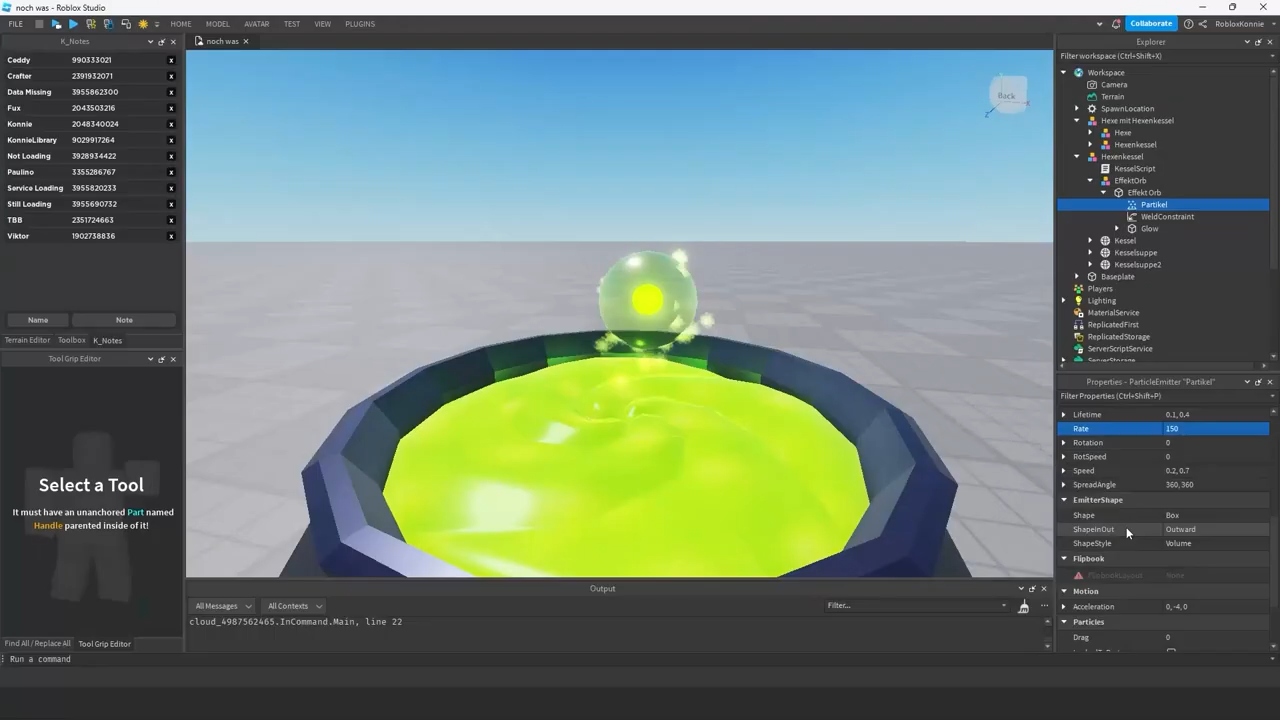 noch was - Roblox Studio
FILE HOME MODEL AVATAR TEST VIEW PLUGINS Collaborate RobloxKonnie
K_Notes
Ceddy 990333021 x
Crafter 2391932071 x
Data Missing 3955862300 x
Fux 2043503216 x
Konnie 2048340024 x
KonnieLibrary 9029917264 x
Not Loading 3928934422 x
Paulino 3355286767 x
Service Loading 3955820233 x
Still Loading 3955690732 x
TBB 2351724663 x
Viktor 1902738836 x
Name Note
Terrain Editor Toolbox K_Notes
Tool Grip Editor
Select a Tool
It must have an unanchored Part named
Handle parented inside of it!
Find All / Replace All Tool Grip Editor
noch was
Back
Output
All Messages All Contexts Filter...
cloud_4987562465.InCommand.Main, line 22
Run a command
Explorer
Filter workspace (Ctrl+Shift+X)
Workspace
Camera
Terrain
SpawnLocation
Hexe mit Hexenkessel
Hexe
Hexenkessel
Hexenkessel
KesselScript
EffektOrb
Effekt Orb
Partikel
WeldConstraint
Glow
Kessel
Kesselsuppe
Kesselsuppe2
Baseplate
Players
Lighting
MaterialService
ReplicatedFirst
ReplicatedStorage
ServerScriptService
ServerStorage
Properties - ParticleEmitter "Partikel"
Filter Properties (Ctrl+Shift+P)
Lifetime 0.1, 0.4
Rate 150
Rotation 0
RotSpeed 0
Speed 0.2, 0.7
SpreadAngle 360,360
EmitterShape
Shape Box
ShapeInOut Outward
ShapeStyle Volume
Flipbook
FlipbookLayout None
Motion
Acceleration 0,-4, 0
Particles
Drag 0